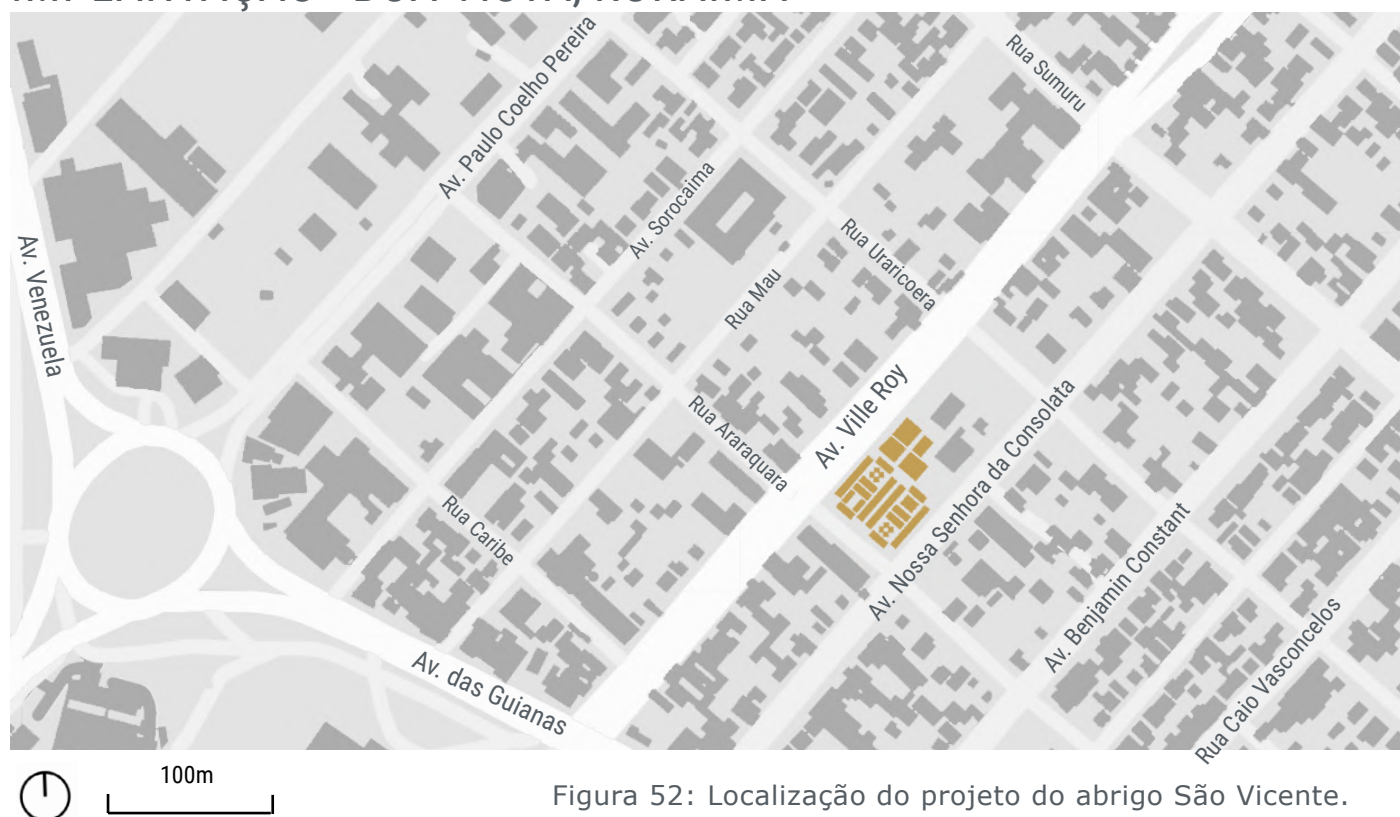 Rua Sumuru
Av. Paulo Coelho Pereira
Av. Sorocaima
Rua Uraricoera
Av. Venezuela
Rua Mau
Av. Ville Roy
Rua Araraquara
Av. Nossa Senhora da Consolata
Rua Caribe
Av. Benjamin Constant
Rua Caio Vasconcelos
Av. das Guianas
100m
Figura 52: Localização do projeto do abrigo São Vicente.